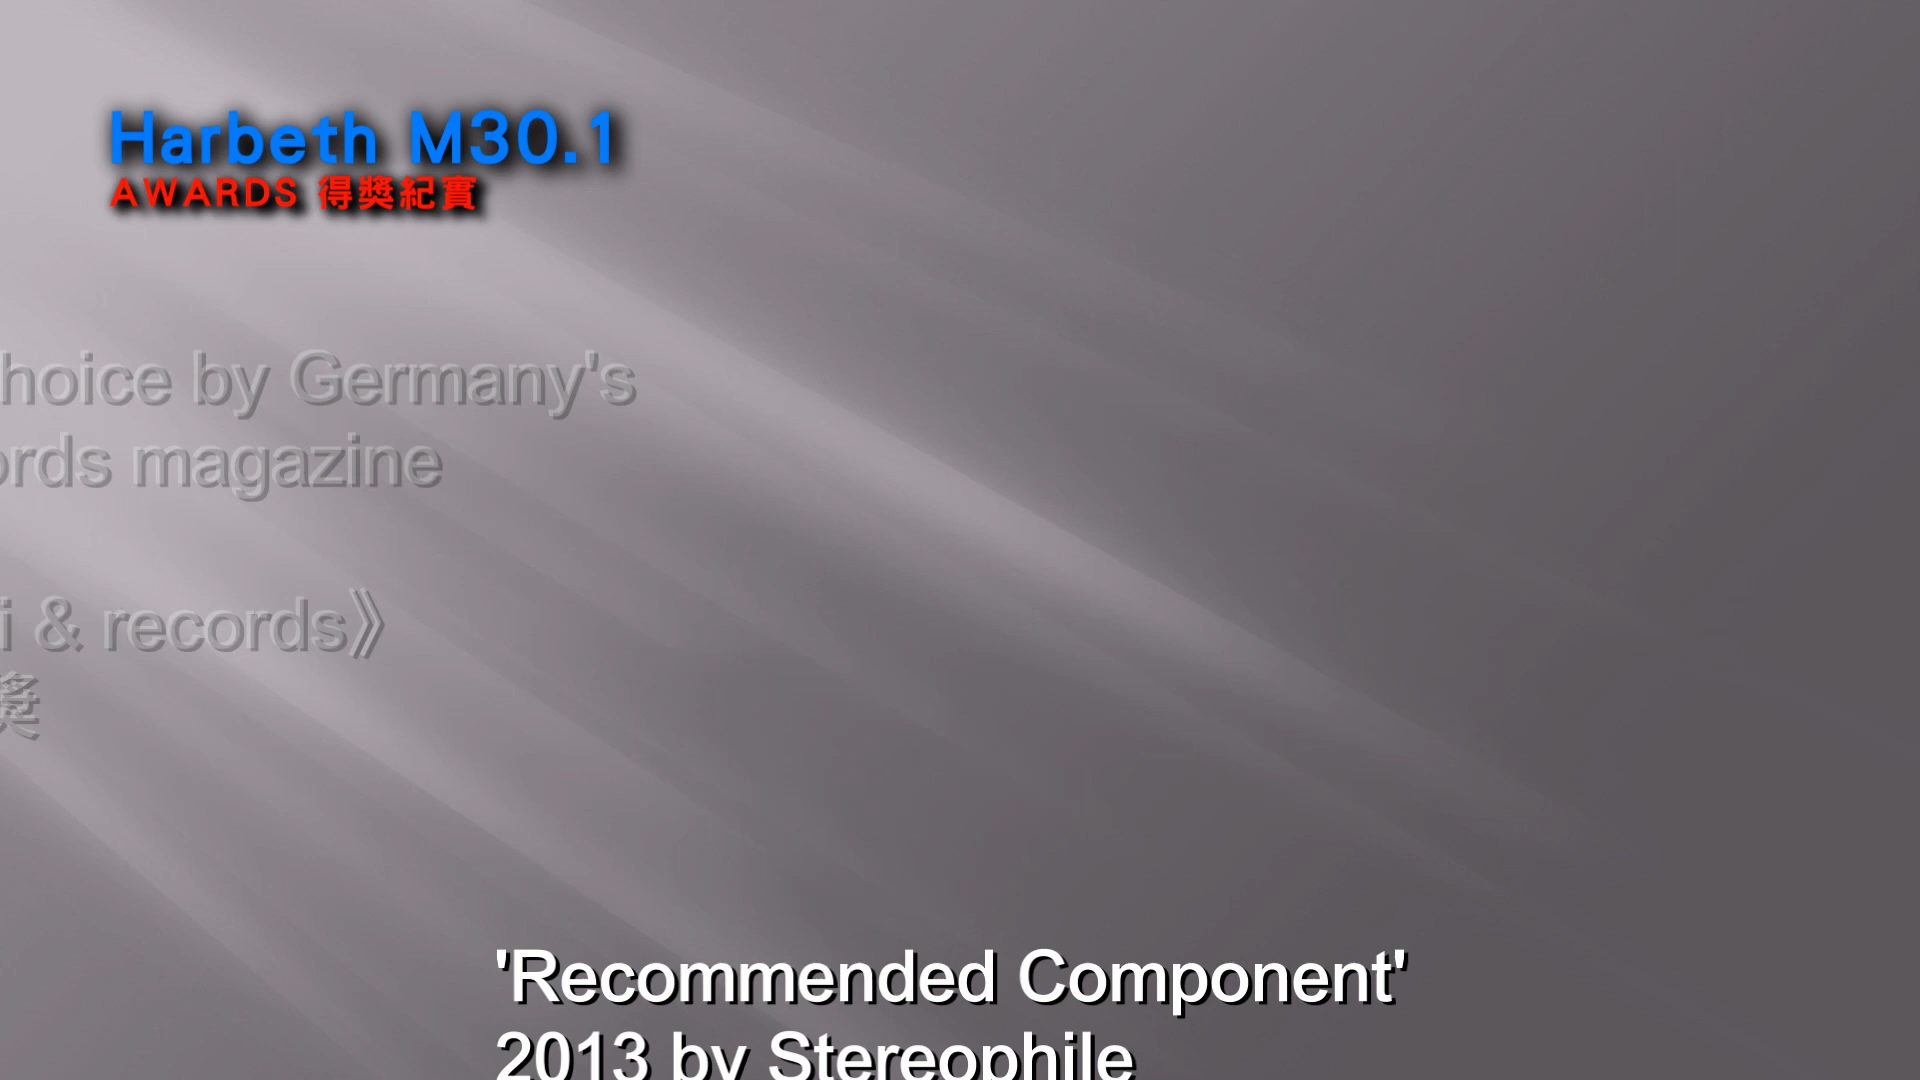 Harbeth M30.1
AWARDS 得獎紀實
hoice by Germany's
ords magazine
i & records》
獎
'Recommended Component'
2013 by Stereophile